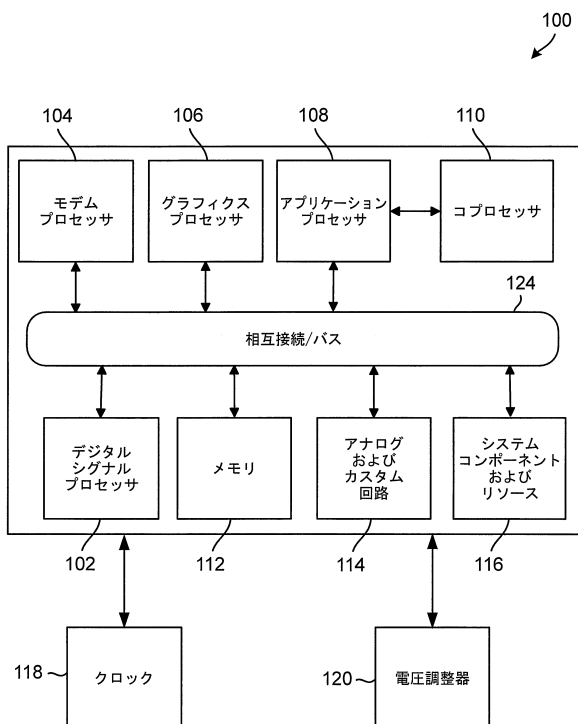 100
104
106
108
110
モデム
プロセッサ
グラフィクス
プロセッサ
アプリケーション
プロセッサ
コプロセッサ
124
相互接続/バス
デジタル
シグナル
プロセッサ
メモリ
アナログ
および
カスタム
回路
システム
コンポーネント
および
リソース
102
112
114
116
118
クロック
120
電圧調整器